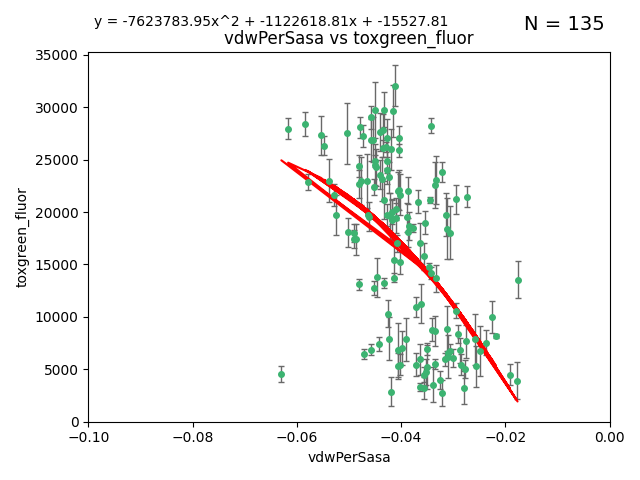 y = -7623783.95x^2 + -1122618.81x + -15527.81
N = 135
vdwPerSasa vs toxgreen_fluor
35000
30000
25000
20000
15000
10000
5000
0
toxgreen_fluor
−0.10 −0.08 −0.06 −0.04 −0.02 0.00
vdwPerSasa